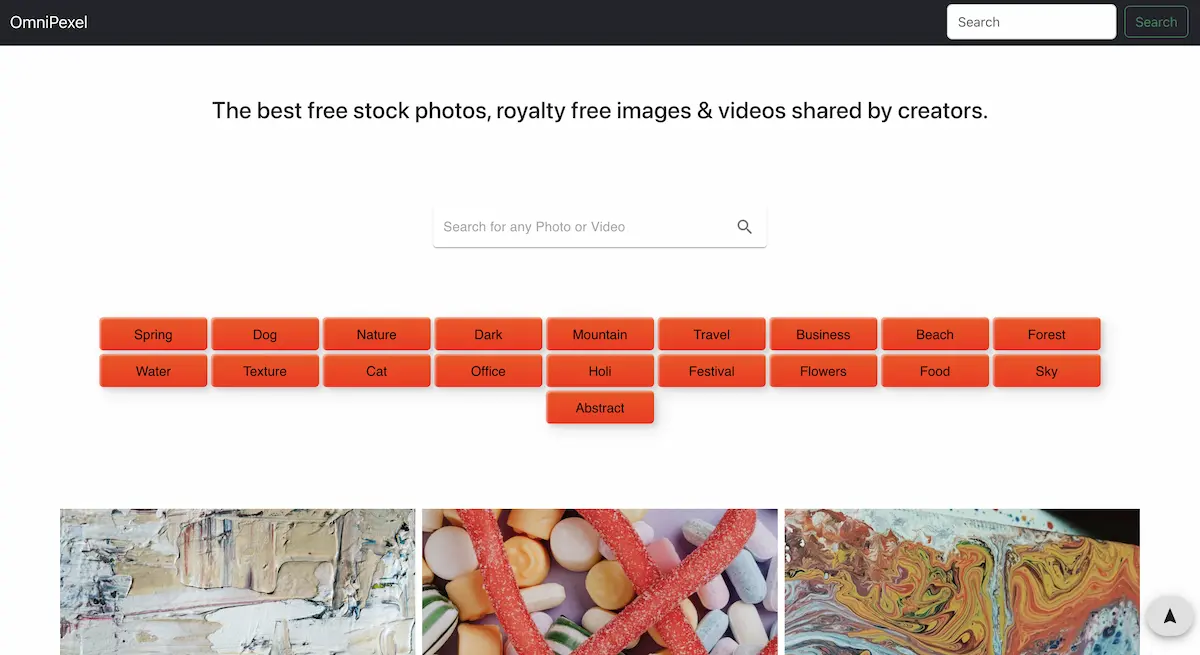 OmniPexel
Search
Search
The best free stock photos, royalty free images & videos shared by creators.
Search for any Photo or Video
Spring Dog Nature Dark Mountain Travel Business Beach Forest
Water Texture Cat Office Holi Festival Flowers Food Sky
Abstract